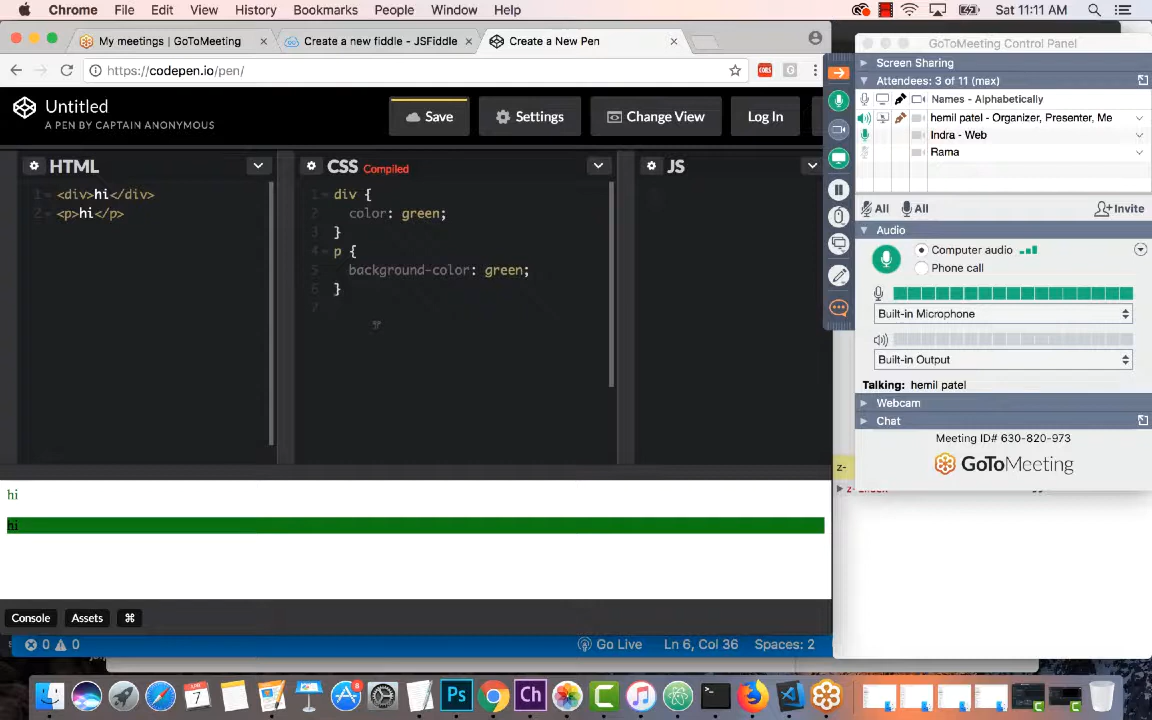 Chrome File Edit View History Bookmarks People Window Help
Sat 11:11 AM
My meetings | GoToMeeting
Create a new fiddle - JSFiddle
Create a New Pen
https://codepen.io/pen/
CORS
Untitled
A PEN BY CAPTAIN ANONYMOUS
Save
Settings
Change View
Log In
HTML
1 <div>hi</div>
2 <p>hi</p>
CSS Compiled
1 div {
2 color: green;
3 }
4 p {
5 background-color: green;
6 }
7
JS
hi
hi
Console
Assets
⌘
0 0
Go Live
Ln 6, Col 36
Spaces: 2
GoToMeeting Control Panel
Screen Sharing
Attendees: 3 of 11 (max)
Names - Alphabetically
hemil patel - Organizer, Presenter, Me
Indra - Web
Rama
All
All
Invite
Audio
Computer audio
Phone call
Built-in Microphone
Built-in Output
Talking: hemil patel
Webcam
Chat
Meeting ID# 630-820-973
GoToMeeting
z-
JUL
7
8
Ps
Ch
C